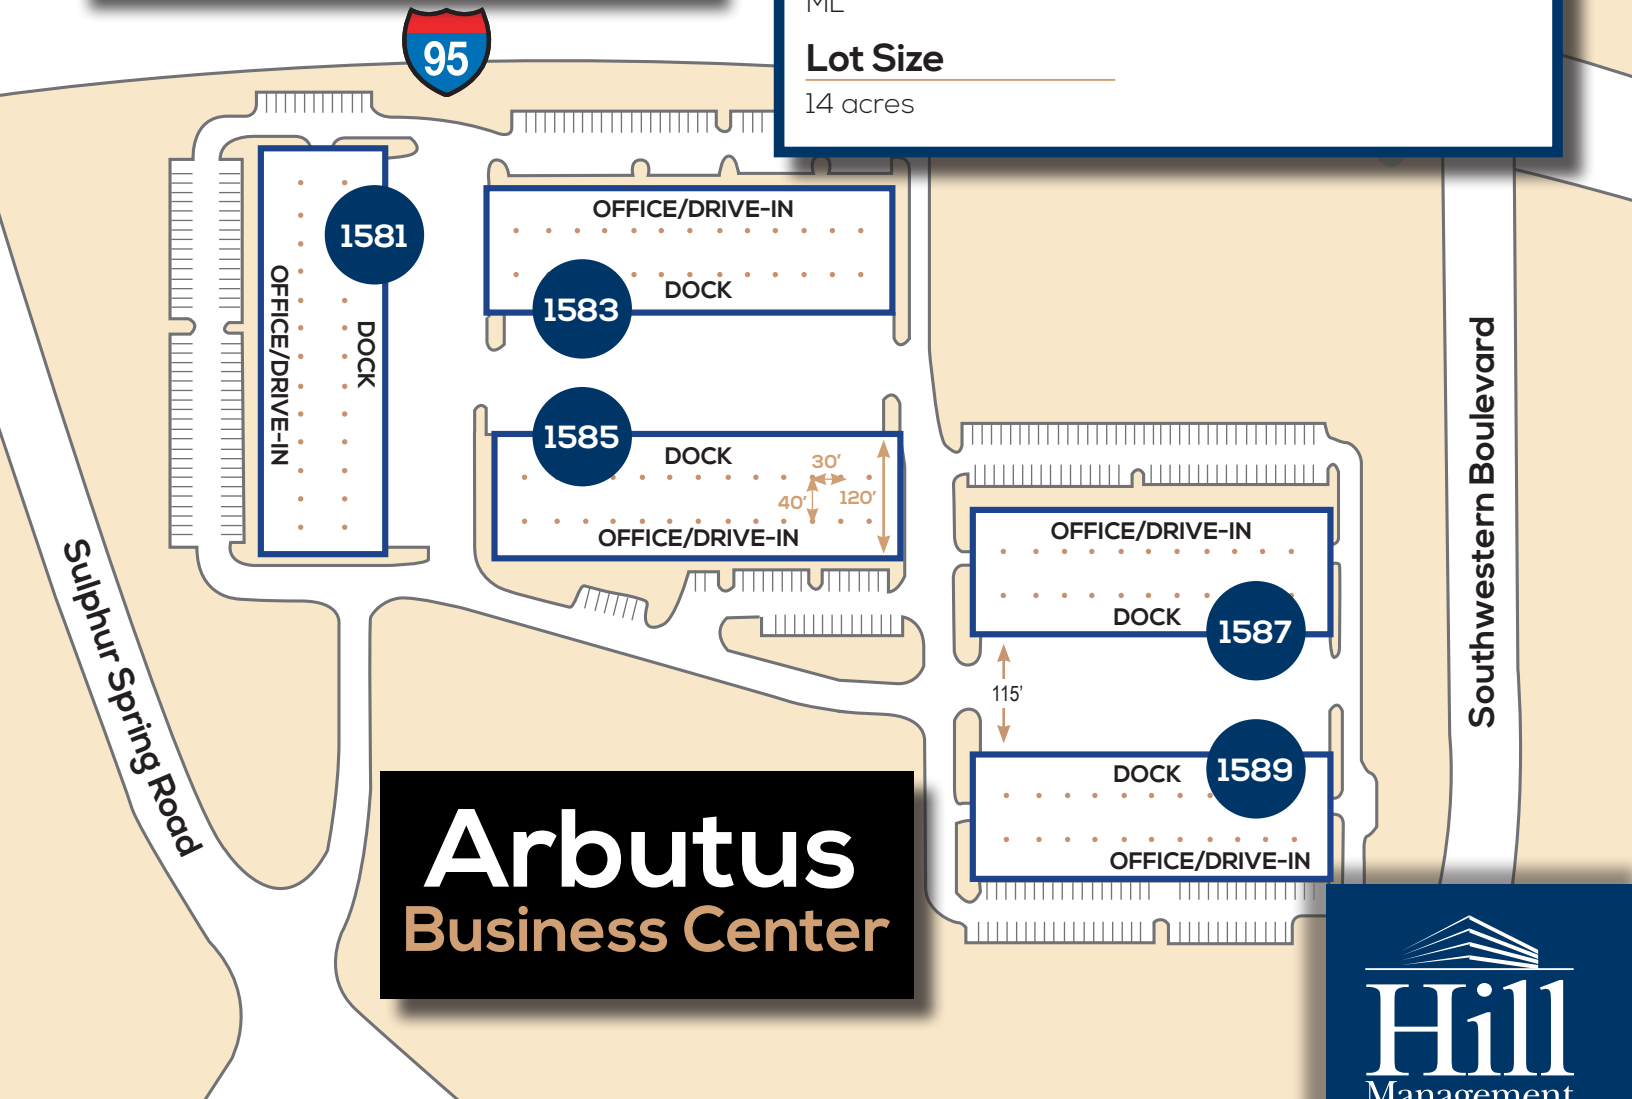 ML
Lot Size
14 acres
95
1581
OFFICE/DRIVE-IN
DOCK
OFFICE/DRIVE-IN
DOCK
1583
1585
DOCK
30’
40’
120’
OFFICE/DRIVE-IN
OFFICE/DRIVE-IN
DOCK
1587
115’
1589
DOCK
OFFICE/DRIVE-IN
Sulphur Spring Road
Southwestern Boulevard
Arbutus
Business Center
Hill
Management